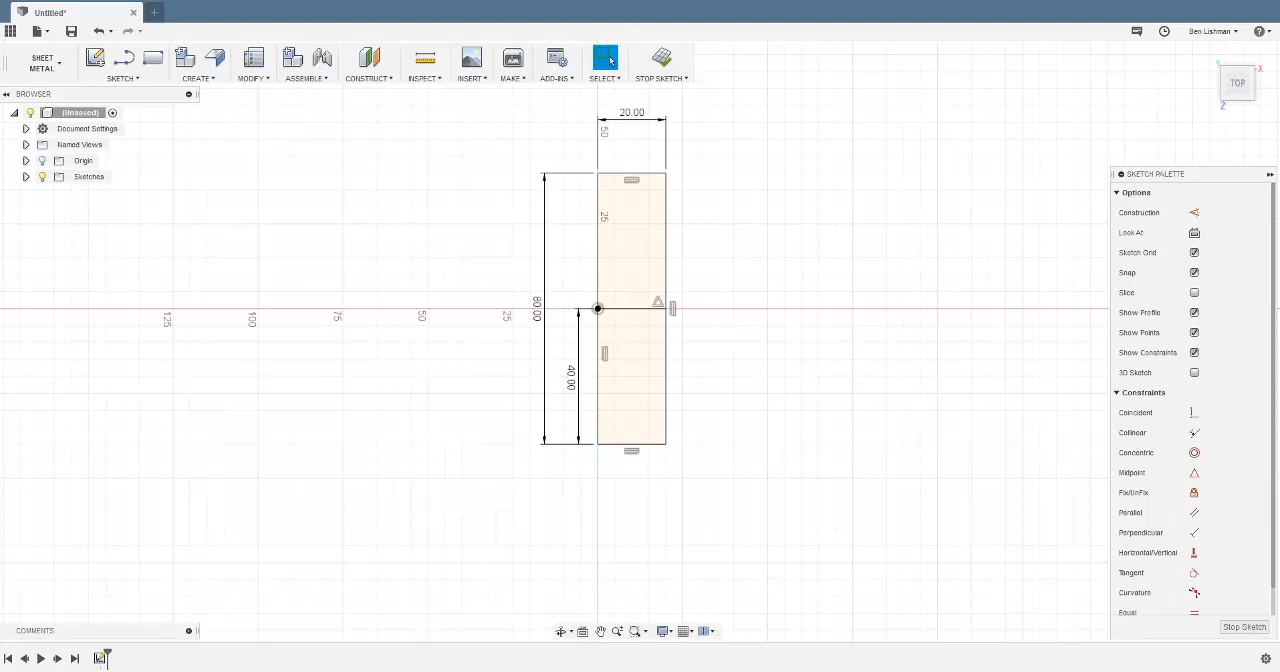 Untitled*
Ben Lishman
SHEET
METAL
SKETCH
CREATE
MODIFY
ASSEMBLE
CONSTRUCT
INSPECT
INSERT
MAKE
ADD-INS
SELECT
STOP SKETCH
BROWSER
(Unsaved)
Document Settings
Named Views
Origin
Sketches
TOP
X
Y
Z
20.00
50
25
80.00
40.00
125
100
75
50
25
SKETCH PALETTE
Options
Construction
Look At
Sketch Grid
Snap
Slice
Show Profile
Show Points
Show Constraints
3D Sketch
Constraints
Coincident
Collinear
Concentric
Midpoint
Fix/UnFix
Parallel
Perpendicular
Horizontal/Vertical
Tangent
Curvature
Equal
Stop Sketch
COMMENTS